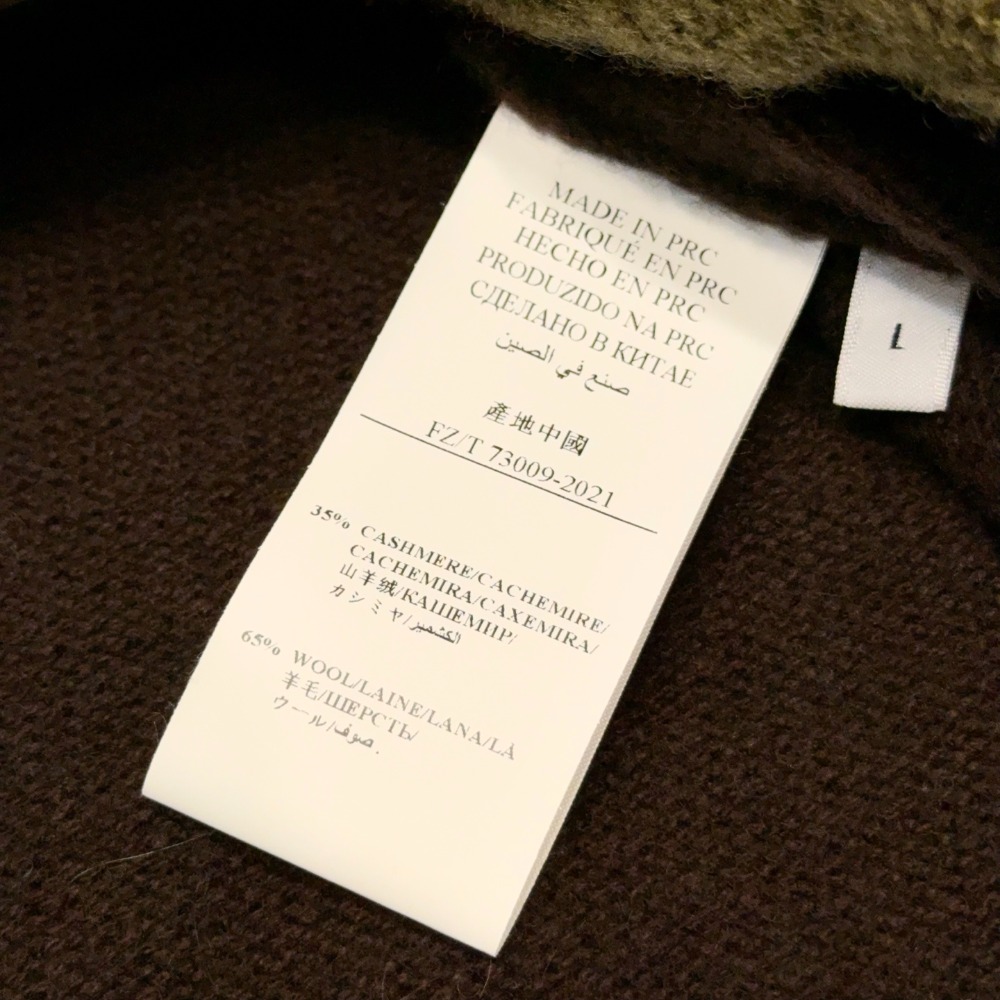 MADE IN PRC
FABRIQUÉ EN PRC
HECHO EN PRC
PRODUZIDO NA PRC
СДЕЛАНО В КИТАЕ
صنع في الصين
產地中國
FZ/T 73009-2021
35% CASHMERE/CACHEMIRE/
CACHEMIRA/CAXEMIRA/
山羊绒/КАШЕМИР/
カシミヤ/الكشمير
65% WOOL/LAINE/LANA/LÃ
羊毛/ШЕРСТЬ/
ウール/صوف.
L